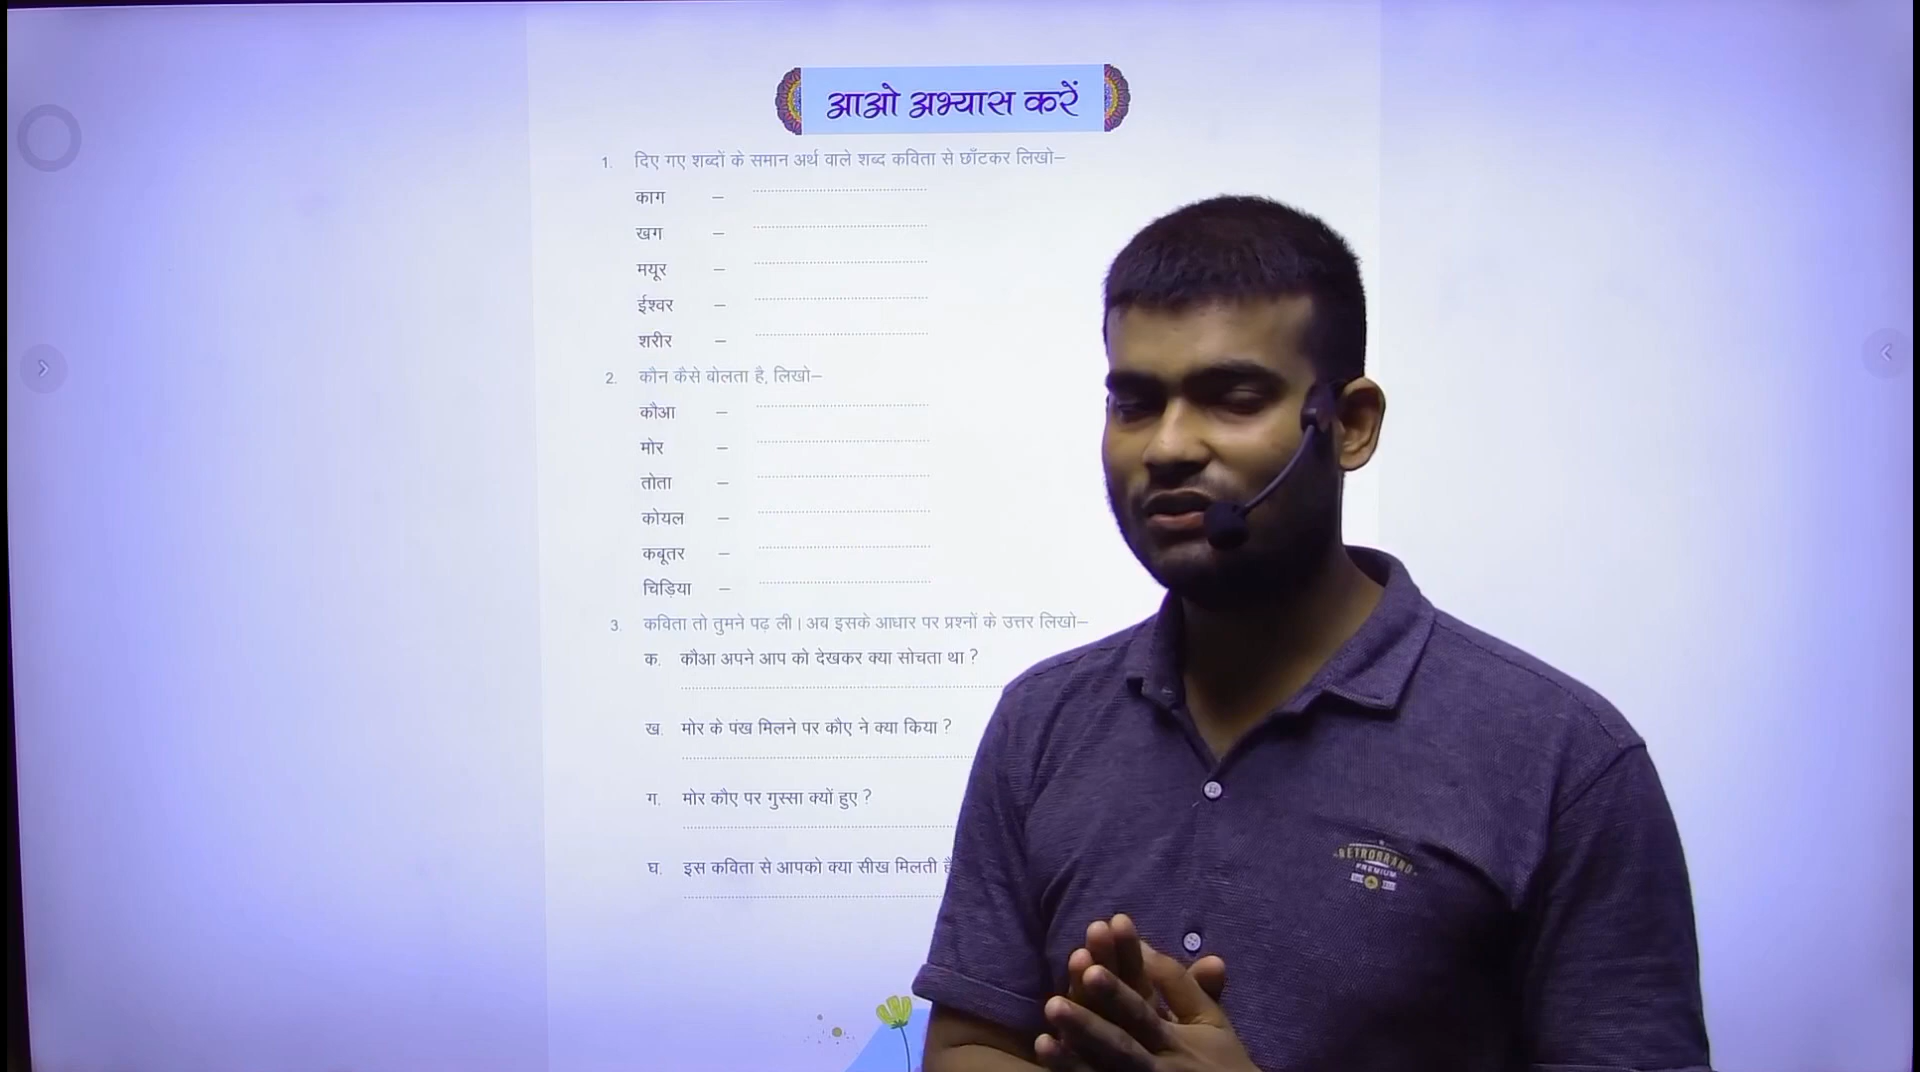 आओ अभ्यास करें
1. दिए गए शब्दों के समान अर्थ वाले शब्द कविता से छाँटकर लिखो–
काग –
खग –
मयूर –
ईश्वर –
शरीर –
2. कौन कैसे बोलता है, लिखो–
कौआ –
मोर –
तोता –
कोयल –
कबूतर –
चिड़िया –
3. कविता तो तुमने पढ़ ली। अब इसके आधार पर प्रश्नों के उत्तर लिखो–
क. कौआ अपने आप को देखकर क्या सोचता था ?
ख. मोर के पंख मिलने पर कौए ने क्या किया ?
ग. मोर कौए पर गुस्सा क्यों हुए ?
घ. इस कविता से आपको क्या सीख मिलती है
RETROBRAND
PREMIUM